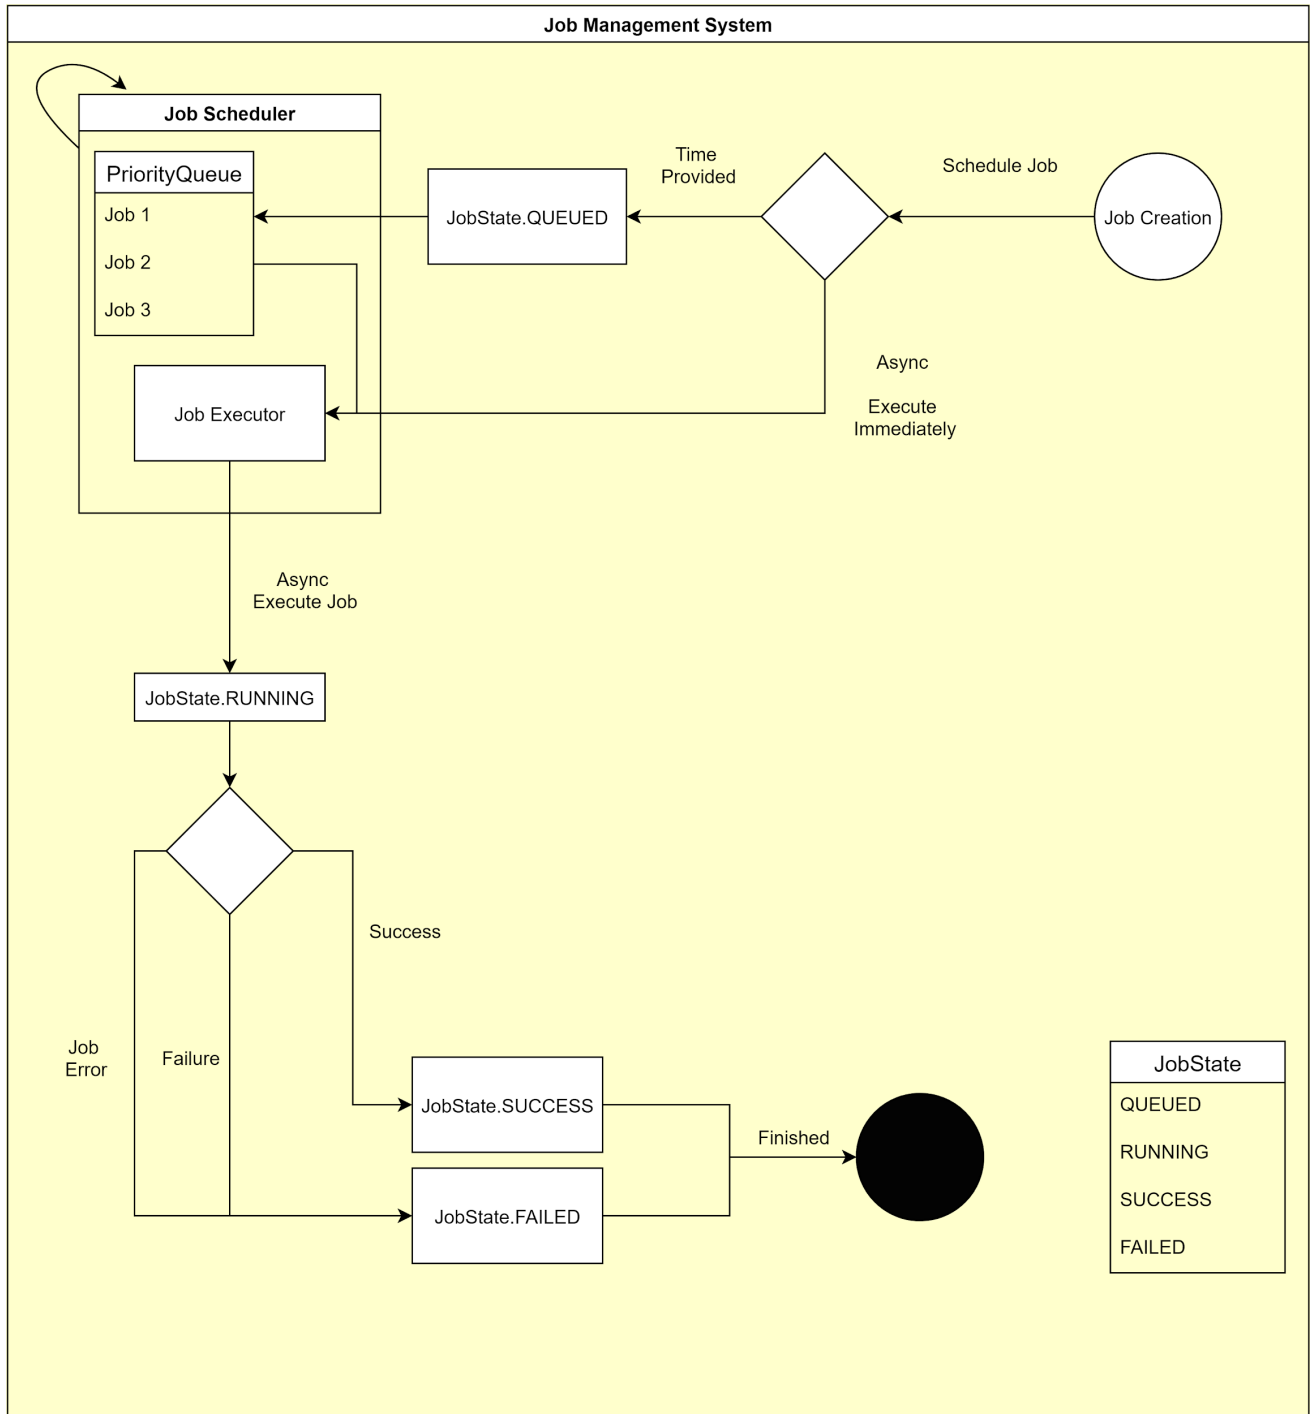 Job Management System
Job Scheduler
PriorityQueue
Job 1
Job 2
Job 3
Job Executor
JobState.QUEUED
Time
Provided
Schedule Job
Job Creation
Async
Execute
Immediately
Async
Execute Job
JobState.RUNNING
Success
Job
Error
Failure
JobState.SUCCESS
JobState.FAILED
Finished
JobState
QUEUED
RUNNING
SUCCESS
FAILED